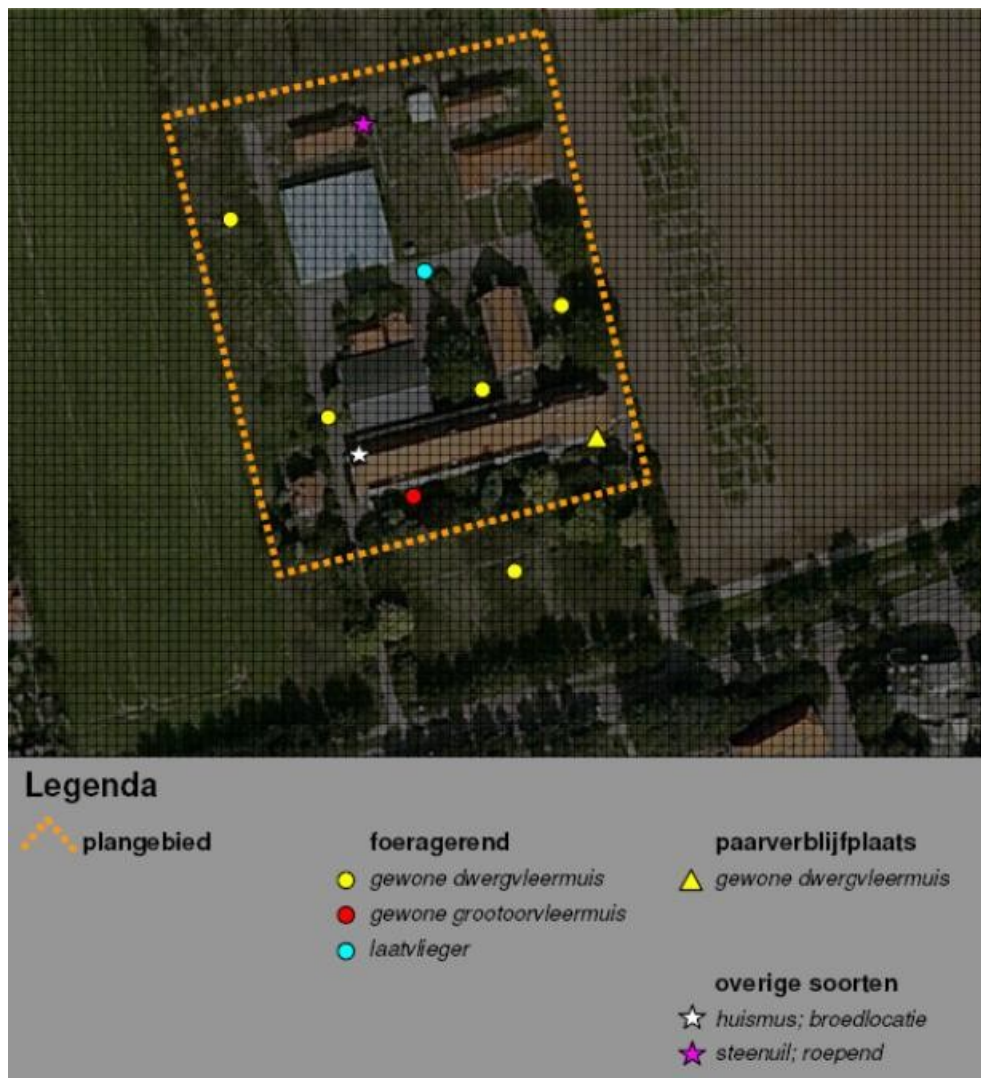 Legenda
plangebied
foeragerend
gewone dwergvleermuis
gewone grootoorvleermuis
laatvlieger
paarverblijfplaats
gewone dwergvleermuis
overige soorten
huismus; broedlocatie
steenuil; roepend